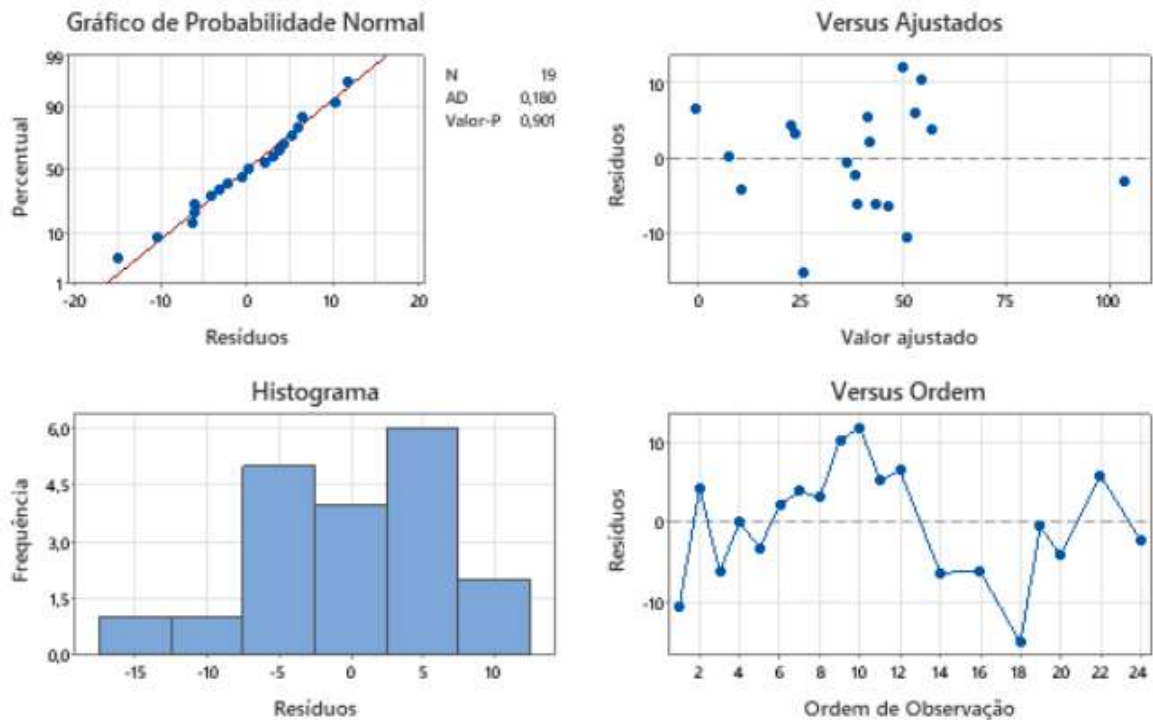 Gráfico de Probabilidade Normal
99
90
50
10
1
-20
-10
0
10
20
Percentual
Resíduos
N 19
AD 0,180
Valor-P 0,901
Versus Ajustados
10
0
-10
0
25
50
75
100
Resíduos
Valor ajustado
Histograma
6,0
4,5
3,0
1,5
0,0
-15
-10
-5
0
5
10
Frequência
Resíduos
Versus Ordem
10
0
-10
2
4
6
8
10
12
14
16
18
20
22
24
Resíduos
Ordem de Observação